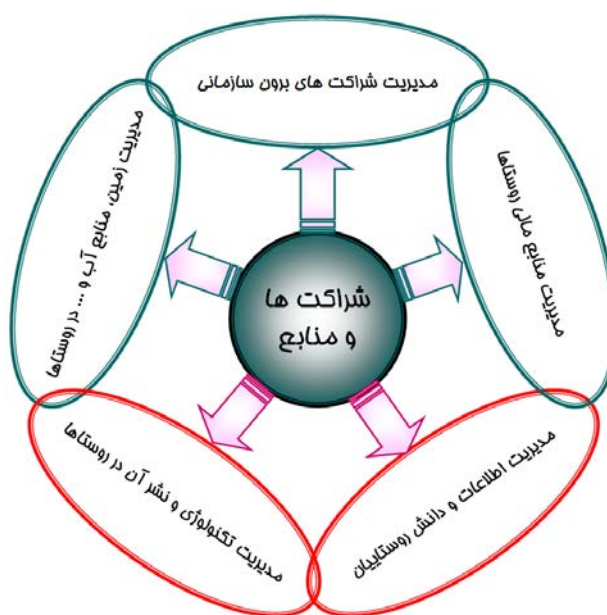 مدیریت شراکت های برون سازمانی
مدیریت منابع مالی روستاها
مدیریت زمین، منابع آب و ... در روستاها
شراکت ها
و منابع
مدیریت اطلاعات و دانش روستاییان
مدیریت تکنولوژی و نشر آن در روستاها